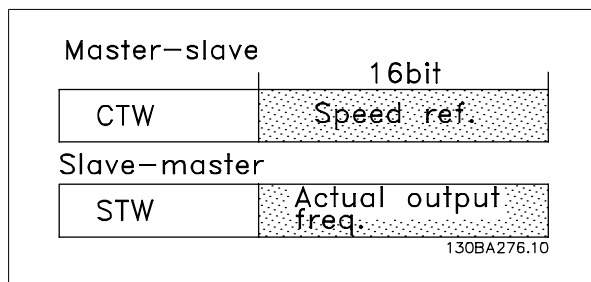 Master-slave
16bit
CTW
Speed ref.
Slave-master
STW
Actual output
freq.
130BA276.10